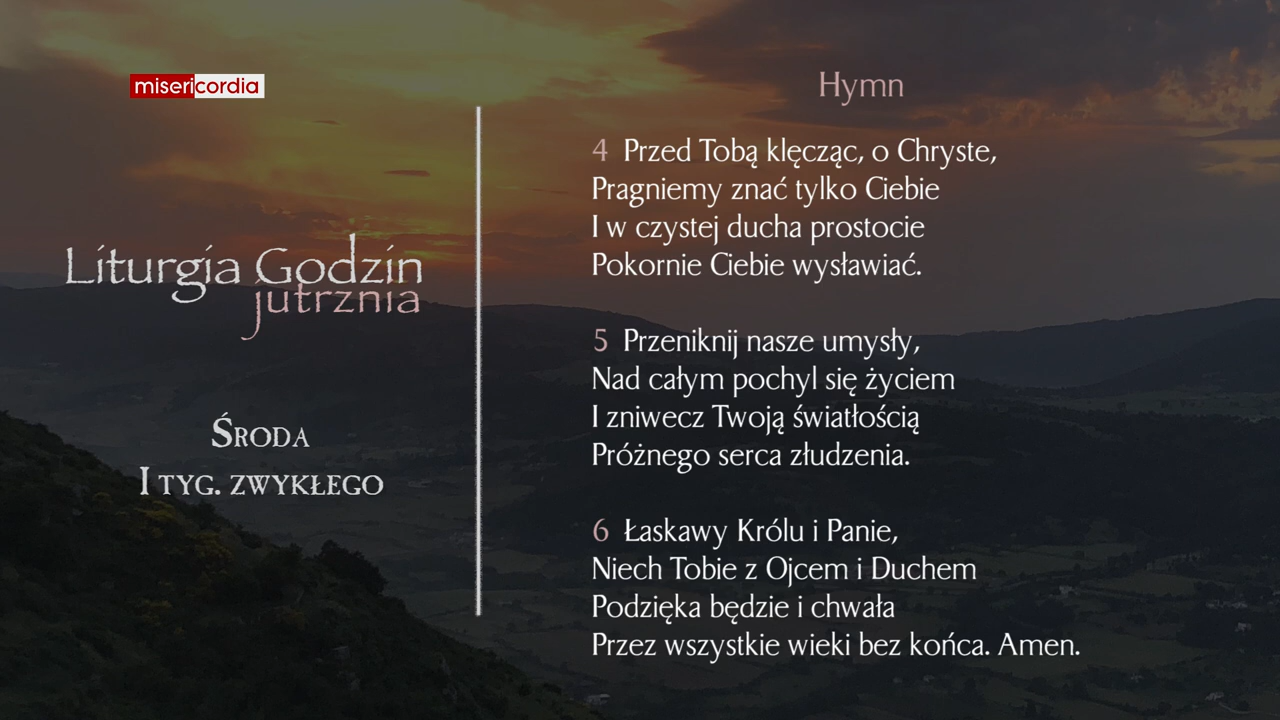 misericordia
Liturgia Godzin
jutrznia
Środa
I tyg. zwykłego
Hymn
4 Przed Tobą klęcząc, o Chryste,
Pragniemy znać tylko Ciebie
I w czystej ducha prostocie
Pokornie Ciebie wysławiać.
5 Przeniknij nasze umysły,
Nad całym pochyl się życiem
I zniwecz Twoją światłością
Próżnego serca złudzenia.
6 Łaskawy Królu i Panie,
Niech Tobie z Ojcem i Duchem
Podzięka będzie i chwała
Przez wszystkie wieki bez końca. Amen.